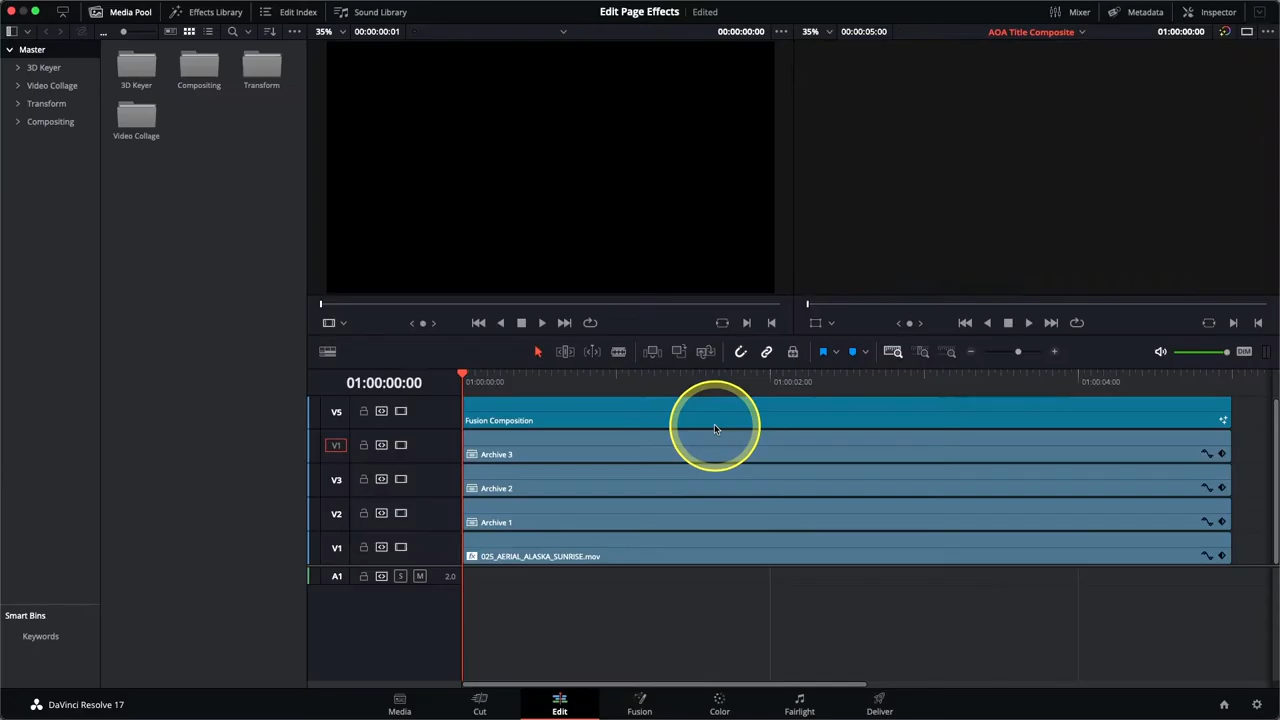 Media Pool
Effects Library
Edit Index
Sound Library
Edit Page Effects
Edited
Mixer
Metadata
Inspector
...
35%
00:00:00:01
00:00:00:00
35%
00:00:05:00
AOA Title Composite
01:00:00:00
Master
3D Keyer
Video Collage
Transform
Compositing
3D Keyer
Compositing
Transform
Video Collage
DIM
01:00:00:00
01:00:00:00
01:00:02:00
01:00:04:00
V5
Fusion Composition
V1
Archive 3
V3
Archive 2
V2
Archive 1
V1
025_AERIAL_ALASKA_SUNRISE.mov
A1
S
M
2.0
Smart Bins
Keywords
DaVinci Resolve 17
Media
Cut
Edit
Fusion
Color
Fairlight
Deliver